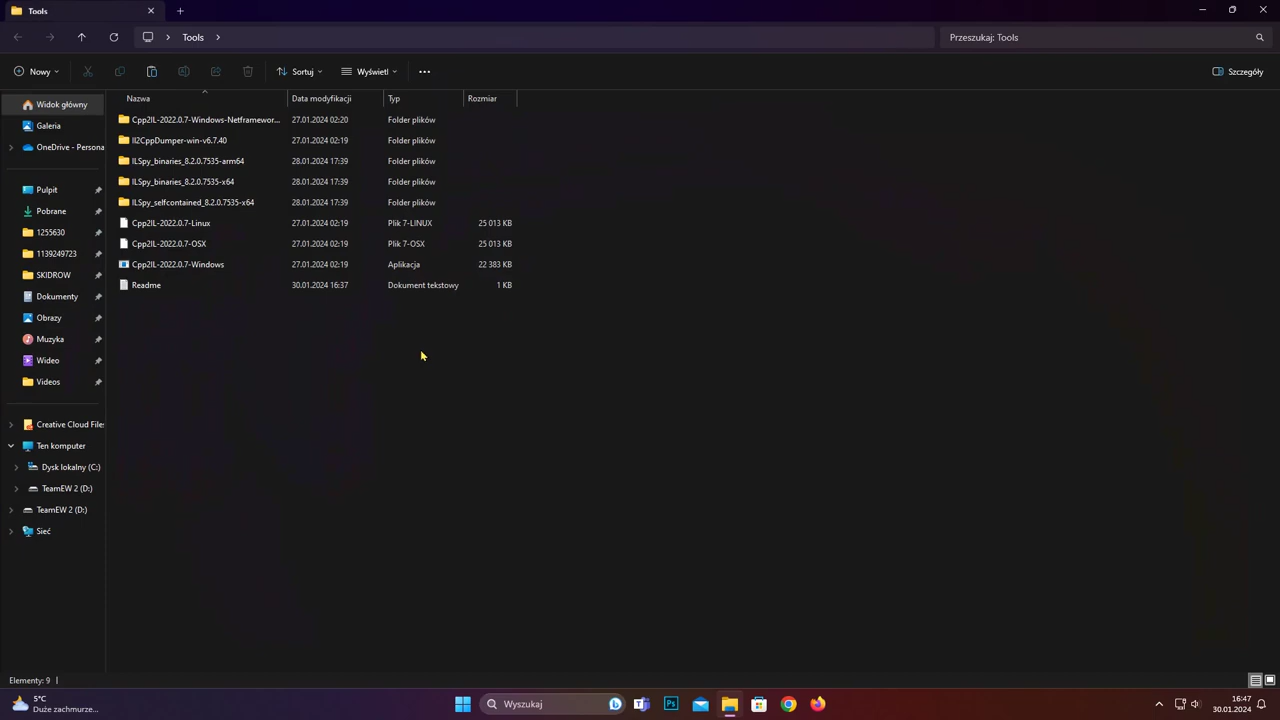 Tools
Tools
Przeszukaj: Tools
Nowy
Sortuj
Wyświetl
Szczegóły
Nazwa Data modyfikacji Typ Rozmiar
Cpp2IL-2022.0.7-Windows-Netframewor... 27.01.2024 02:20 Folder plików
Il2CppDumper-win-v6.7.40 27.01.2024 02:19 Folder plików
ILSpy_binaries_8.2.0.7535-arm64 28.01.2024 17:39 Folder plików
ILSpy_binaries_8.2.0.7535-x64 28.01.2024 17:39 Folder plików
ILSpy_selfcontained_8.2.0.7535-x64 28.01.2024 17:39 Folder plików
Cpp2IL-2022.0.7-Linux 27.01.2024 02:19 Plik 7-LINUX 25 013 KB
Cpp2IL-2022.0.7-OSX 27.01.2024 02:19 Plik 7-OSX 25 013 KB
Cpp2IL-2022.0.7-Windows 27.01.2024 02:19 Aplikacja 22 383 KB
Readme 30.01.2024 16:37 Dokument tekstowy 1 KB
Widok główny
Galeria
OneDrive - Persona
Pulpit
Pobrane
1255630
1139249723
SKIDROW
Dokumenty
Obrazy
Muzyka
Wideo
Videos
Creative Cloud Files
Ten komputer
Dysk lokalny (C:)
TeamEW 2 (D:)
TeamEW 2 (D:)
Sieć
Elementy: 9
5°C
Duże zachmurze...
Wyszukaj
Ps
16:47
30.01.2024